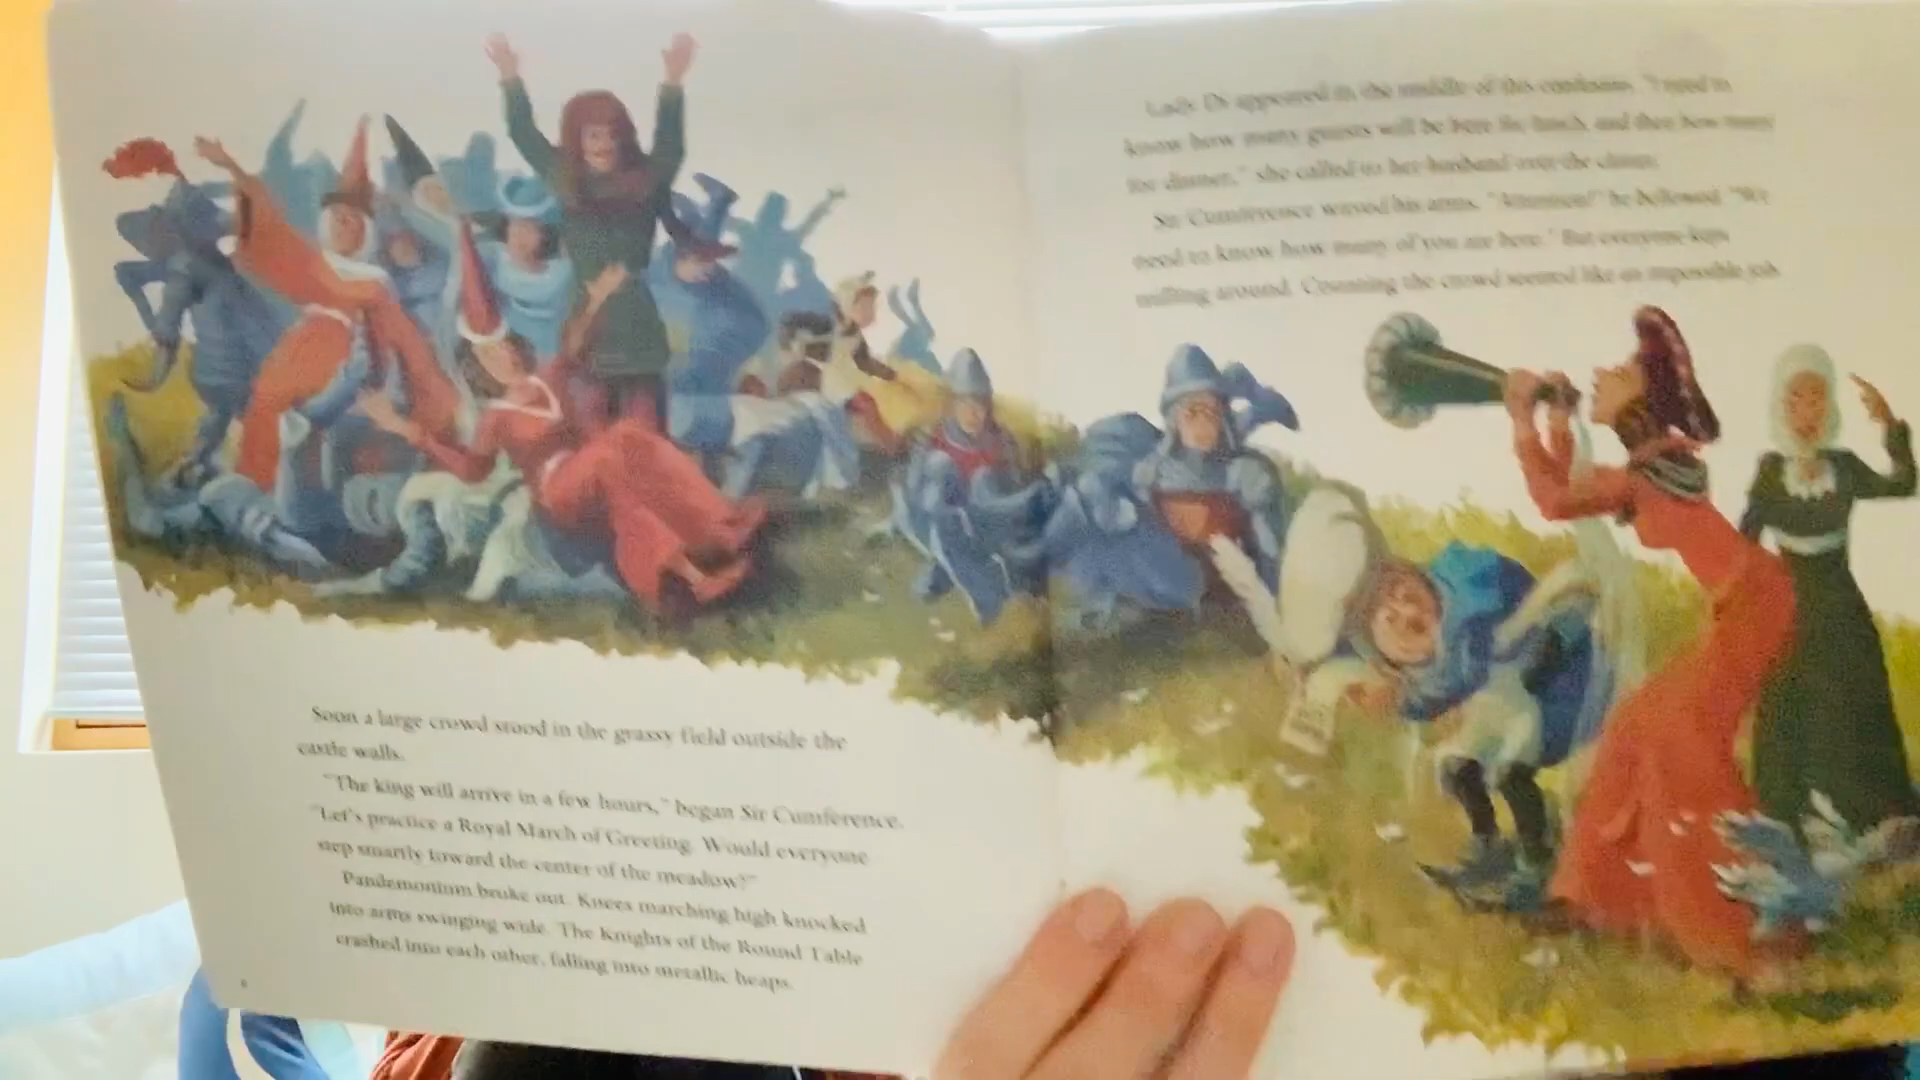 Soon a large crowd stood in the grassy field outside the
castle walls.
"The king will arrive in a few hours," began Sir Cumference.
"Let's practice a Royal March of Greeting. Would everyone
step smartly toward the center of the meadow?"
Pandemonium broke out. Knees marching high knocked
into arms swinging wide. The Knights of the Round Table
crashed into each other, falling into metallic heaps.
Lady Di appeared in the middle of this confusion. "I need to
know how many guests will be here for lunch, and then how many
for dinner," she called to her husband over the
Sir Cumference waved his arms. "Attention!" he bellowed. "We
need to know how many of you are here." But everyone kept
milling around. Counting the crowd seemed like an impossible job.